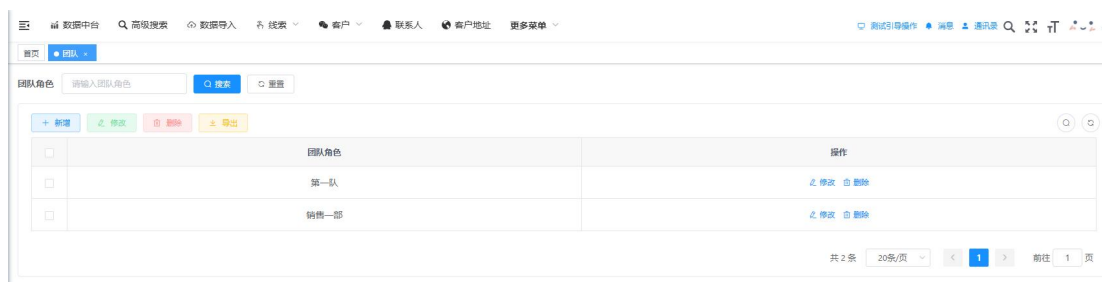 数据中台 高级搜索 数据导入 线索 客户 联系人 客户地址 更多菜单 测试引导操作 消息 通讯录
首页 团队 ×
团队角色 请输入团队角色 搜索 重置
+ 新增 修改 删除 导出
团队角色 操作
第一队 修改 删除
销售一部 修改 删除
共 2 条 20条/页 < 1 > 前往 1 页